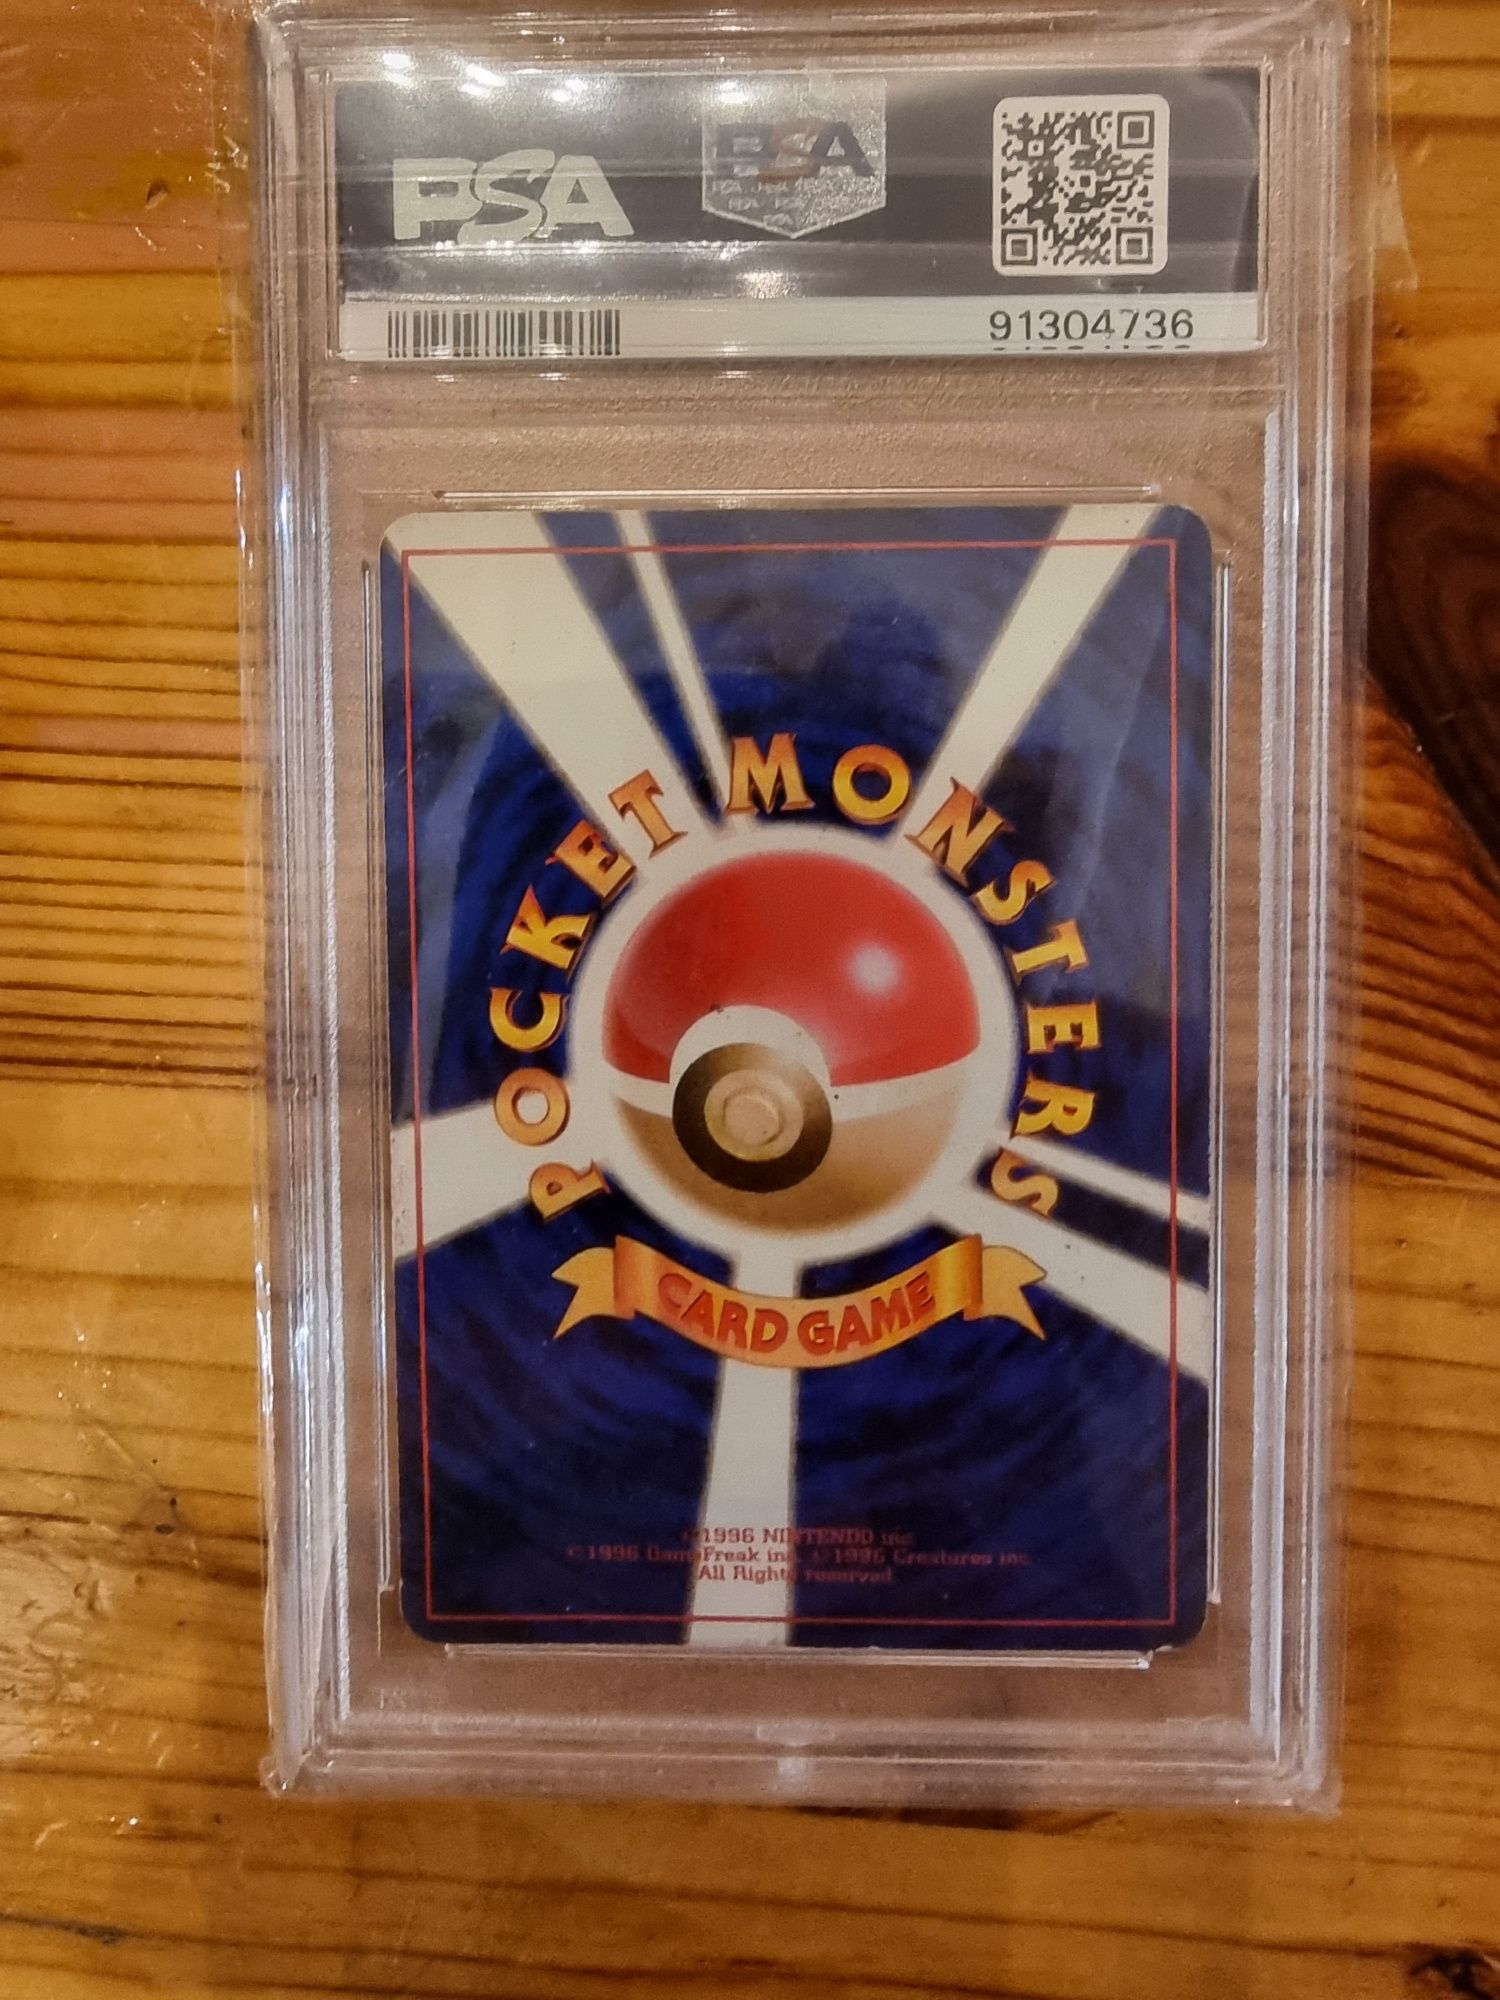 PSA
PSA
91304736
POCKET MONSTERS
CARD GAME
©1996 NINTENDO inc.
©1996 GameFreak inc. ©1996 Creatures inc.
All Rights reserved.